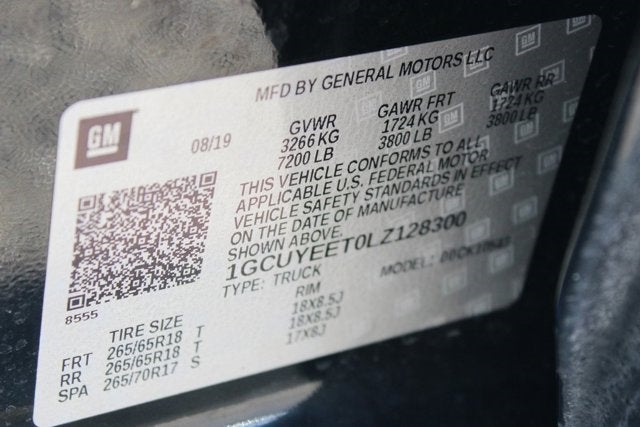 MFD BY GENERAL MOTORS LLC
GM
08/19
GVWR GAWR FRT GAWR RR
3266 KG 1724 KG 1724 KG
7200 LB 3800 LB 3800 LB
THIS VEHICLE CONFORMS TO ALL
APPLICABLE U.S. FEDERAL MOTOR
VEHICLE SAFETY STANDARDS IN EFFECT
ON THE DATE OF MANUFACTURE
SHOWN ABOVE.
1GCUYEET0LZ128300
TYPE: TRUCK MODEL:
8555
TIRE SIZE RIM
FRT 265/65R18 T 18X8.5J
RR 265/65R18 T 18X8.5J
SPA 265/70R17 S 17X8J